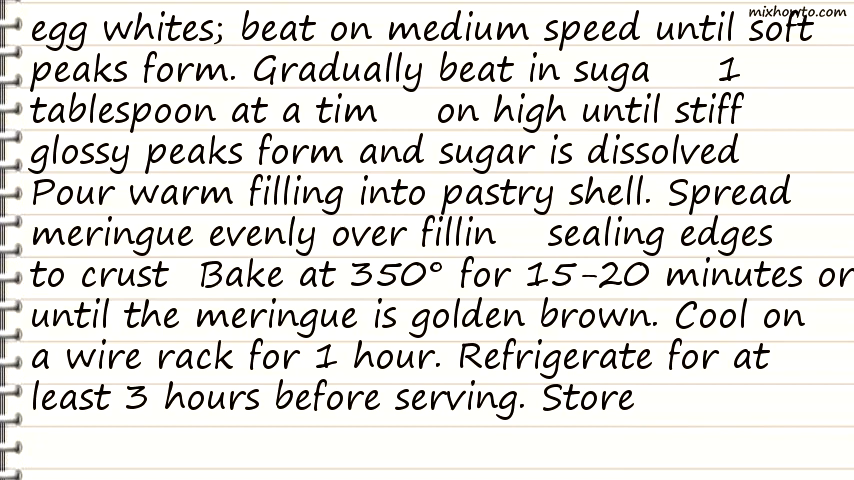 mixhowto.com
egg whites; beat on medium speed until soft
peaks form. Gradually beat in suga 1
tablespoon at a tim on high until stiff
glossy peaks form and sugar is dissolved
Pour warm filling into pastry shell. Spread
meringue evenly over fillin sealing edges
to crust Bake at 350° for 15-20 minutes or
until the meringue is golden brown. Cool on
a wire rack for 1 hour. Refrigerate for at
least 3 hours before serving. Store